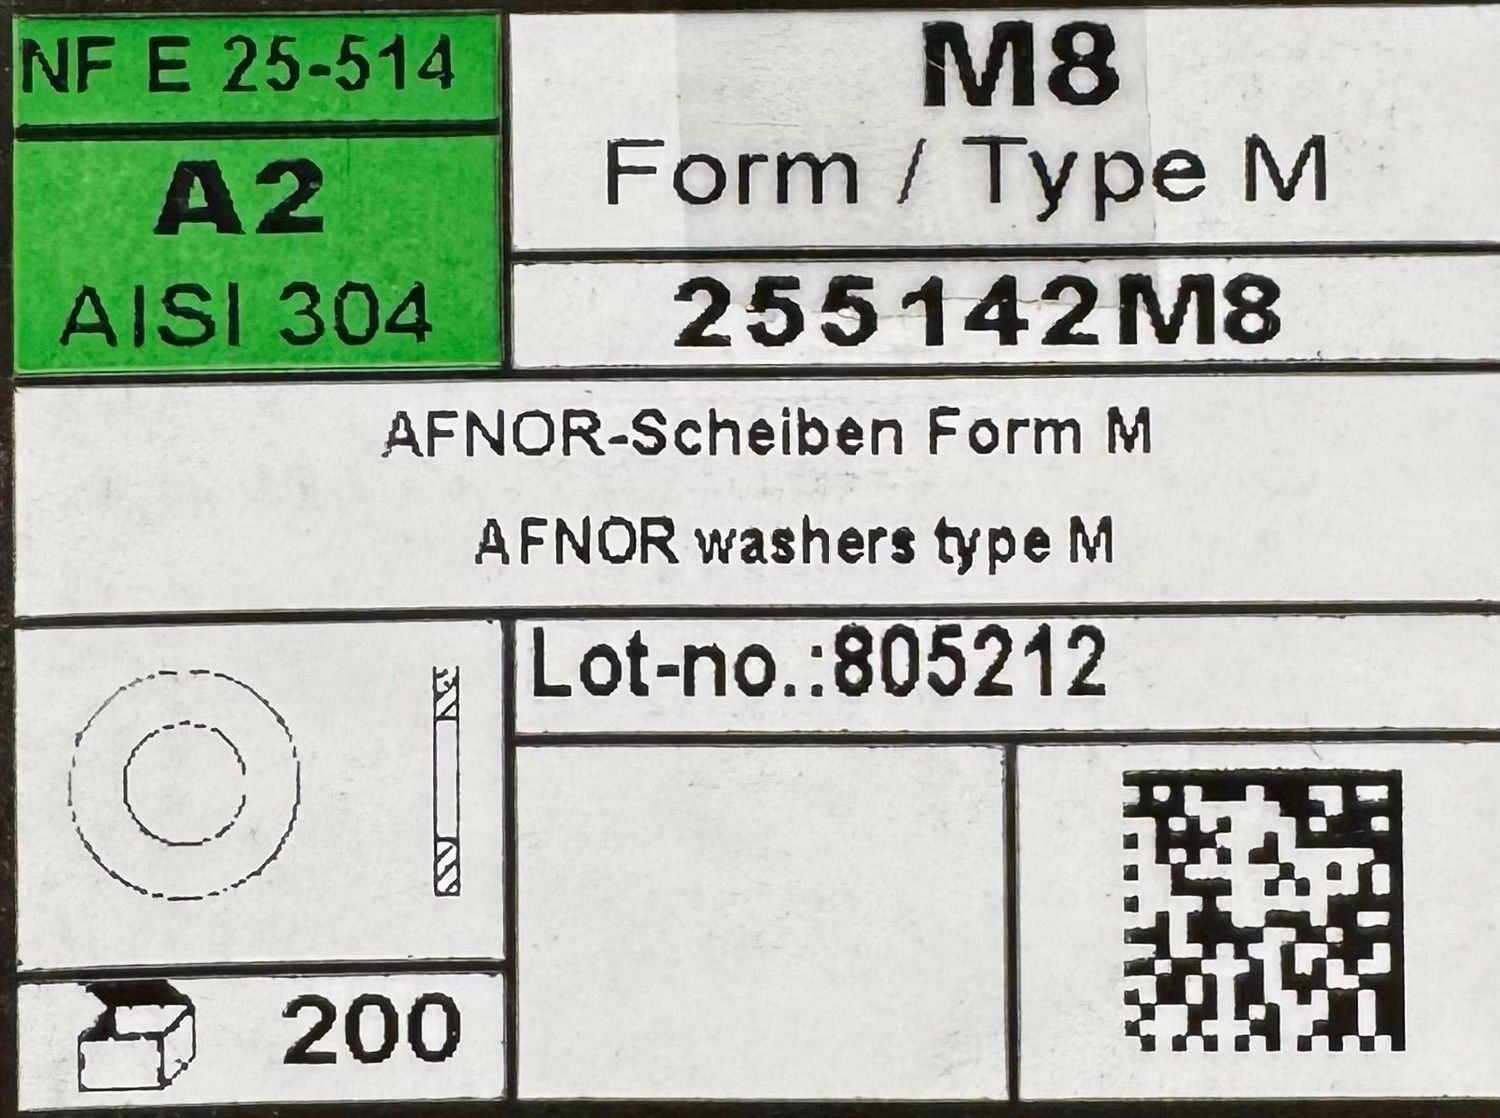 NF E 25-514
A2
AISI 304
M8
Form / Type M
255142M8
AFNOR-Scheiben Form M
AFNOR washers type M
Lot-no.:805212
200